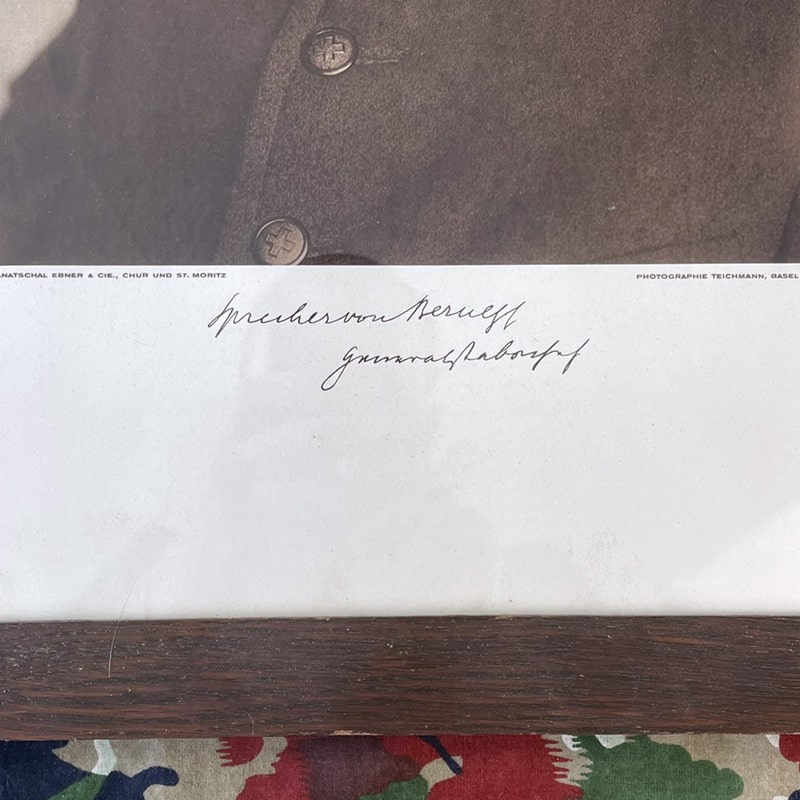 ANATSCHAL EBNER & CIE., CHUR UND ST. MORITZ
PHOTOGRAPHIE TEICHMANN, BASEL
Sprecher von Bernegg
Generalstabschef